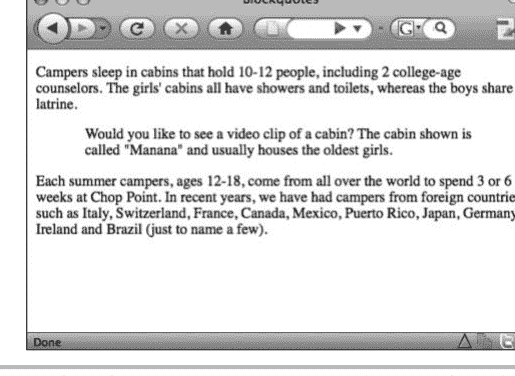 Blockquotes
Campers sleep in cabins that hold 10-12 people, including 2 college-age
counselors. The girls' cabins all have showers and toilets, whereas the boys share
latrine.
Would you like to see a video clip of a cabin? The cabin shown is
called "Manana" and usually houses the oldest girls.
Each summer campers, ages 12-18, come from all over the world to spend 3 or 6
weeks at Chop Point. In recent years, we have had campers from foreign countrie
such as Italy, Switzerland, France, Canada, Mexico, Puerto Rico, Japan, Germany
Ireland and Brazil (just to name a few).
Done